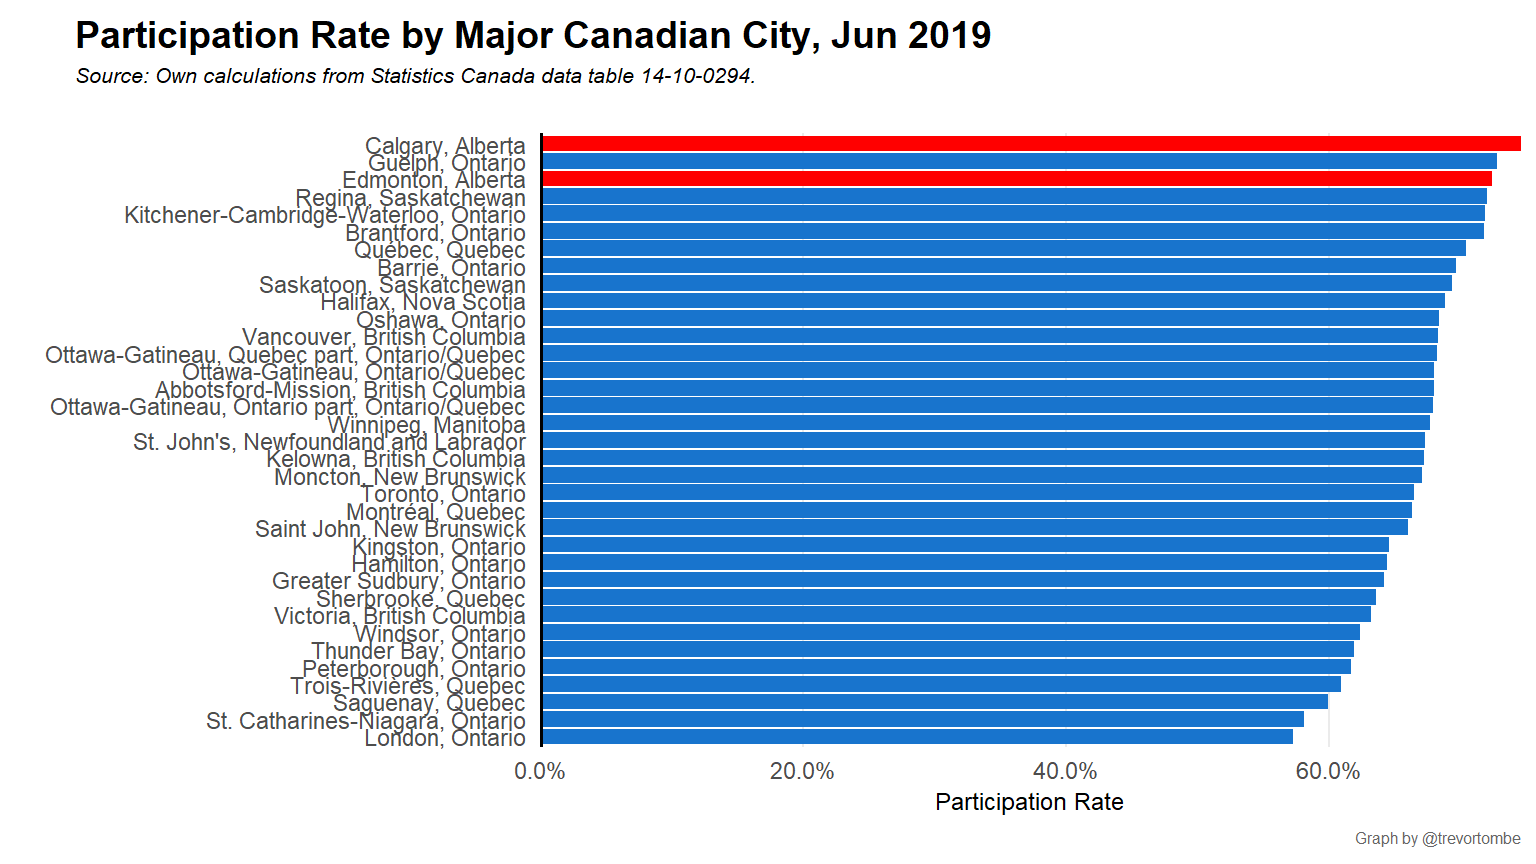 Participation Rate by Major Canadian City, Jun 2019
Source: Own calculations from Statistics Canada data table 14-10-0294.
Calgary, Alberta
Guelph, Ontario
Edmonton, Alberta
Regina, Saskatchewan
Kitchener-Cambridge-Waterloo, Ontario
Brantford, Ontario
Québec, Quebec
Barrie, Ontario
Saskatoon, Saskatchewan
Halifax, Nova Scotia
Oshawa, Ontario
Vancouver, British Columbia
Ottawa-Gatineau, Quebec part, Ontario/Quebec
Ottawa-Gatineau, Ontario/Quebec
Abbotsford-Mission, British Columbia
Ottawa-Gatineau, Ontario part, Ontario/Quebec
Winnipeg, Manitoba
St. John's, Newfoundland and Labrador
Kelowna, British Columbia
Moncton, New Brunswick
Toronto, Ontario
Montréal, Quebec
Saint John, New Brunswick
Kingston, Ontario
Hamilton, Ontario
Greater Sudbury, Ontario
Sherbrooke, Quebec
Victoria, British Columbia
Windsor, Ontario
Thunder Bay, Ontario
Peterborough, Ontario
Trois-Rivières, Quebec
Saguenay, Quebec
St. Catharines-Niagara, Ontario
London, Ontario
0.0% 20.0% 40.0% 60.0%
Participation Rate
Graph by @trevortombe